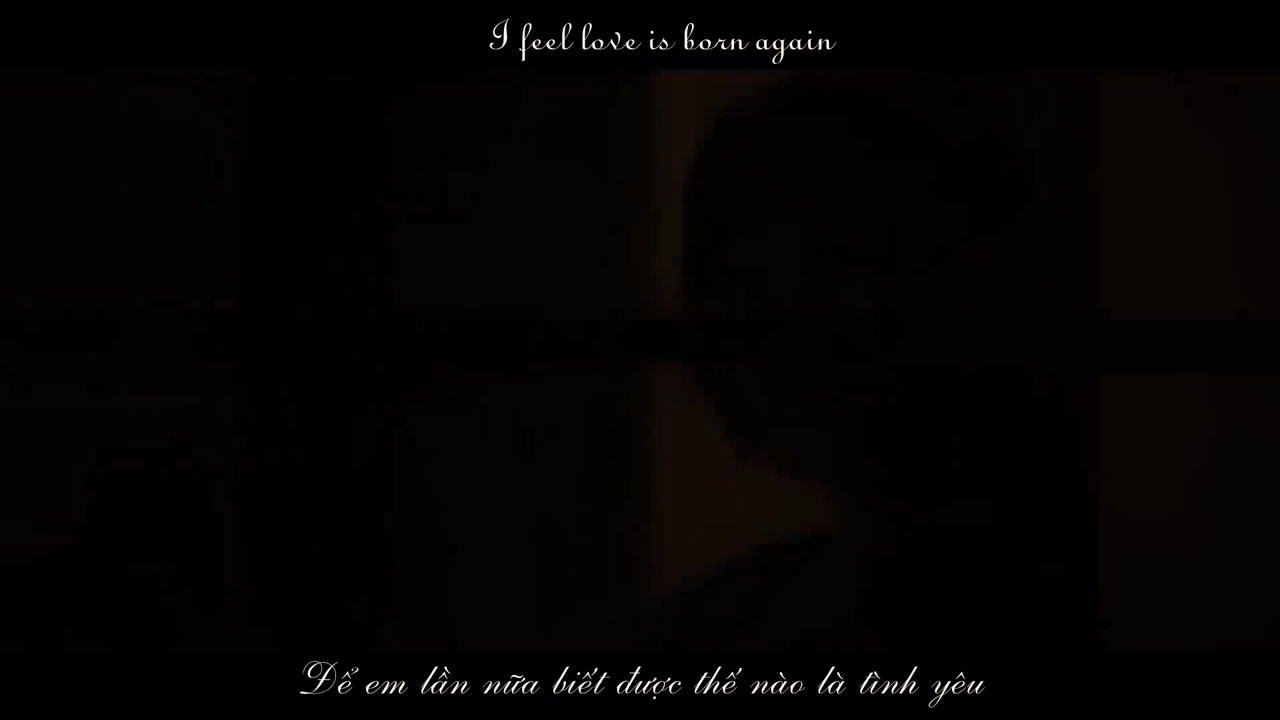 I feel love is born again
Để em lần nữa biết được thế nào là tình yêu